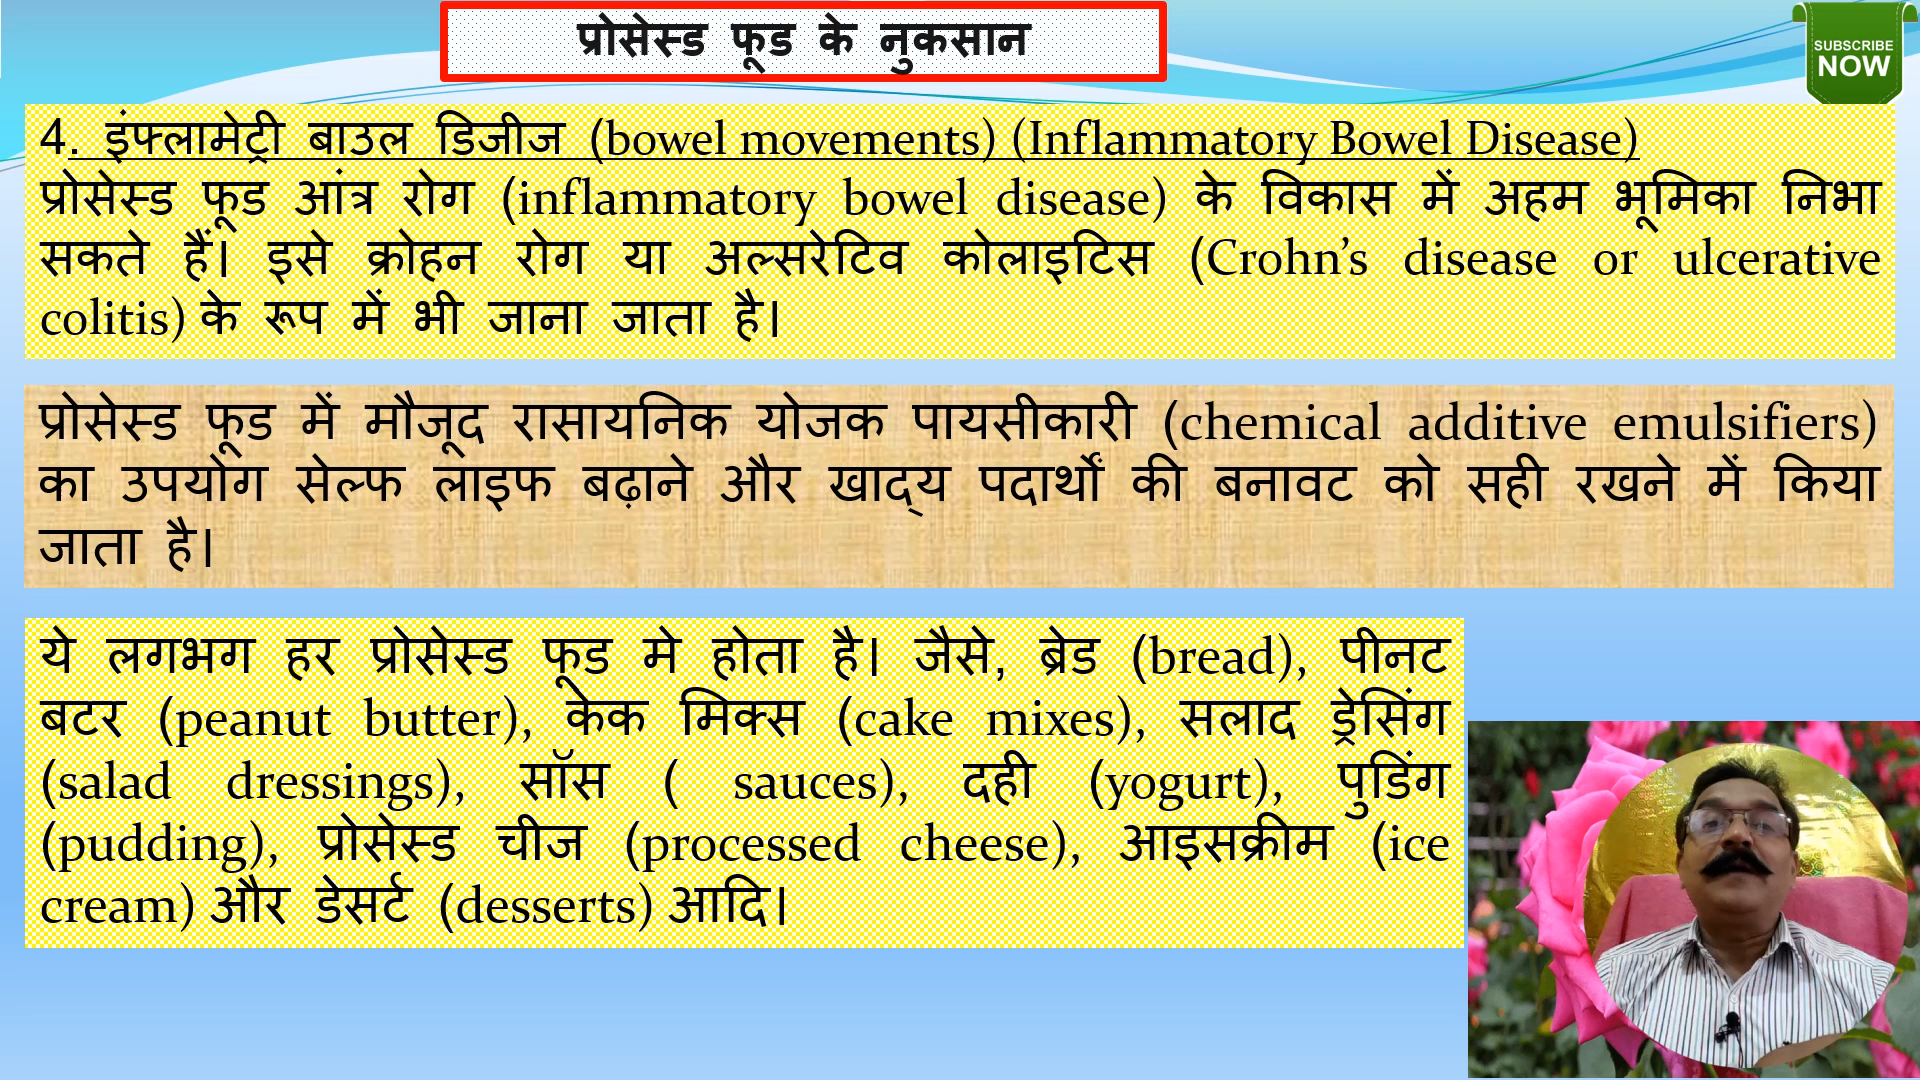 प्रोसेस्ड फूड के नुकसान
SUBSCRIBE
NOW
4. इंफ्लामेट्री बाउल डिजीज (bowel movements) (Inflammatory Bowel Disease)
प्रोसेस्ड फूड आंत्र रोग (inflammatory bowel disease) के विकास में अहम भूमिका निभा
सकते हैं। इसे क्रोहन रोग या अल्सरेटिव कोलाइटिस (Crohn’s disease or ulcerative
colitis) के रूप में भी जाना जाता है।
प्रोसेस्ड फूड में मौजूद रासायनिक योजक पायसीकारी (chemical additive emulsifiers)
का उपयोग सेल्फ लाइफ बढ़ाने और खाद्य पदार्थों की बनावट को सही रखने में किया
जाता है।
ये लगभग हर प्रोसेस्ड फूड मे होता है। जैसे, ब्रेड (bread), पीनट
बटर (peanut butter), केक मिक्स (cake mixes), सलाद ड्रेसिंग
(salad dressings), सॉस ( sauces), दही (yogurt), पुडिंग
(pudding), प्रोसेस्ड चीज (processed cheese), आइसक्रीम (ice
cream) और डेसर्ट (desserts) आदि।